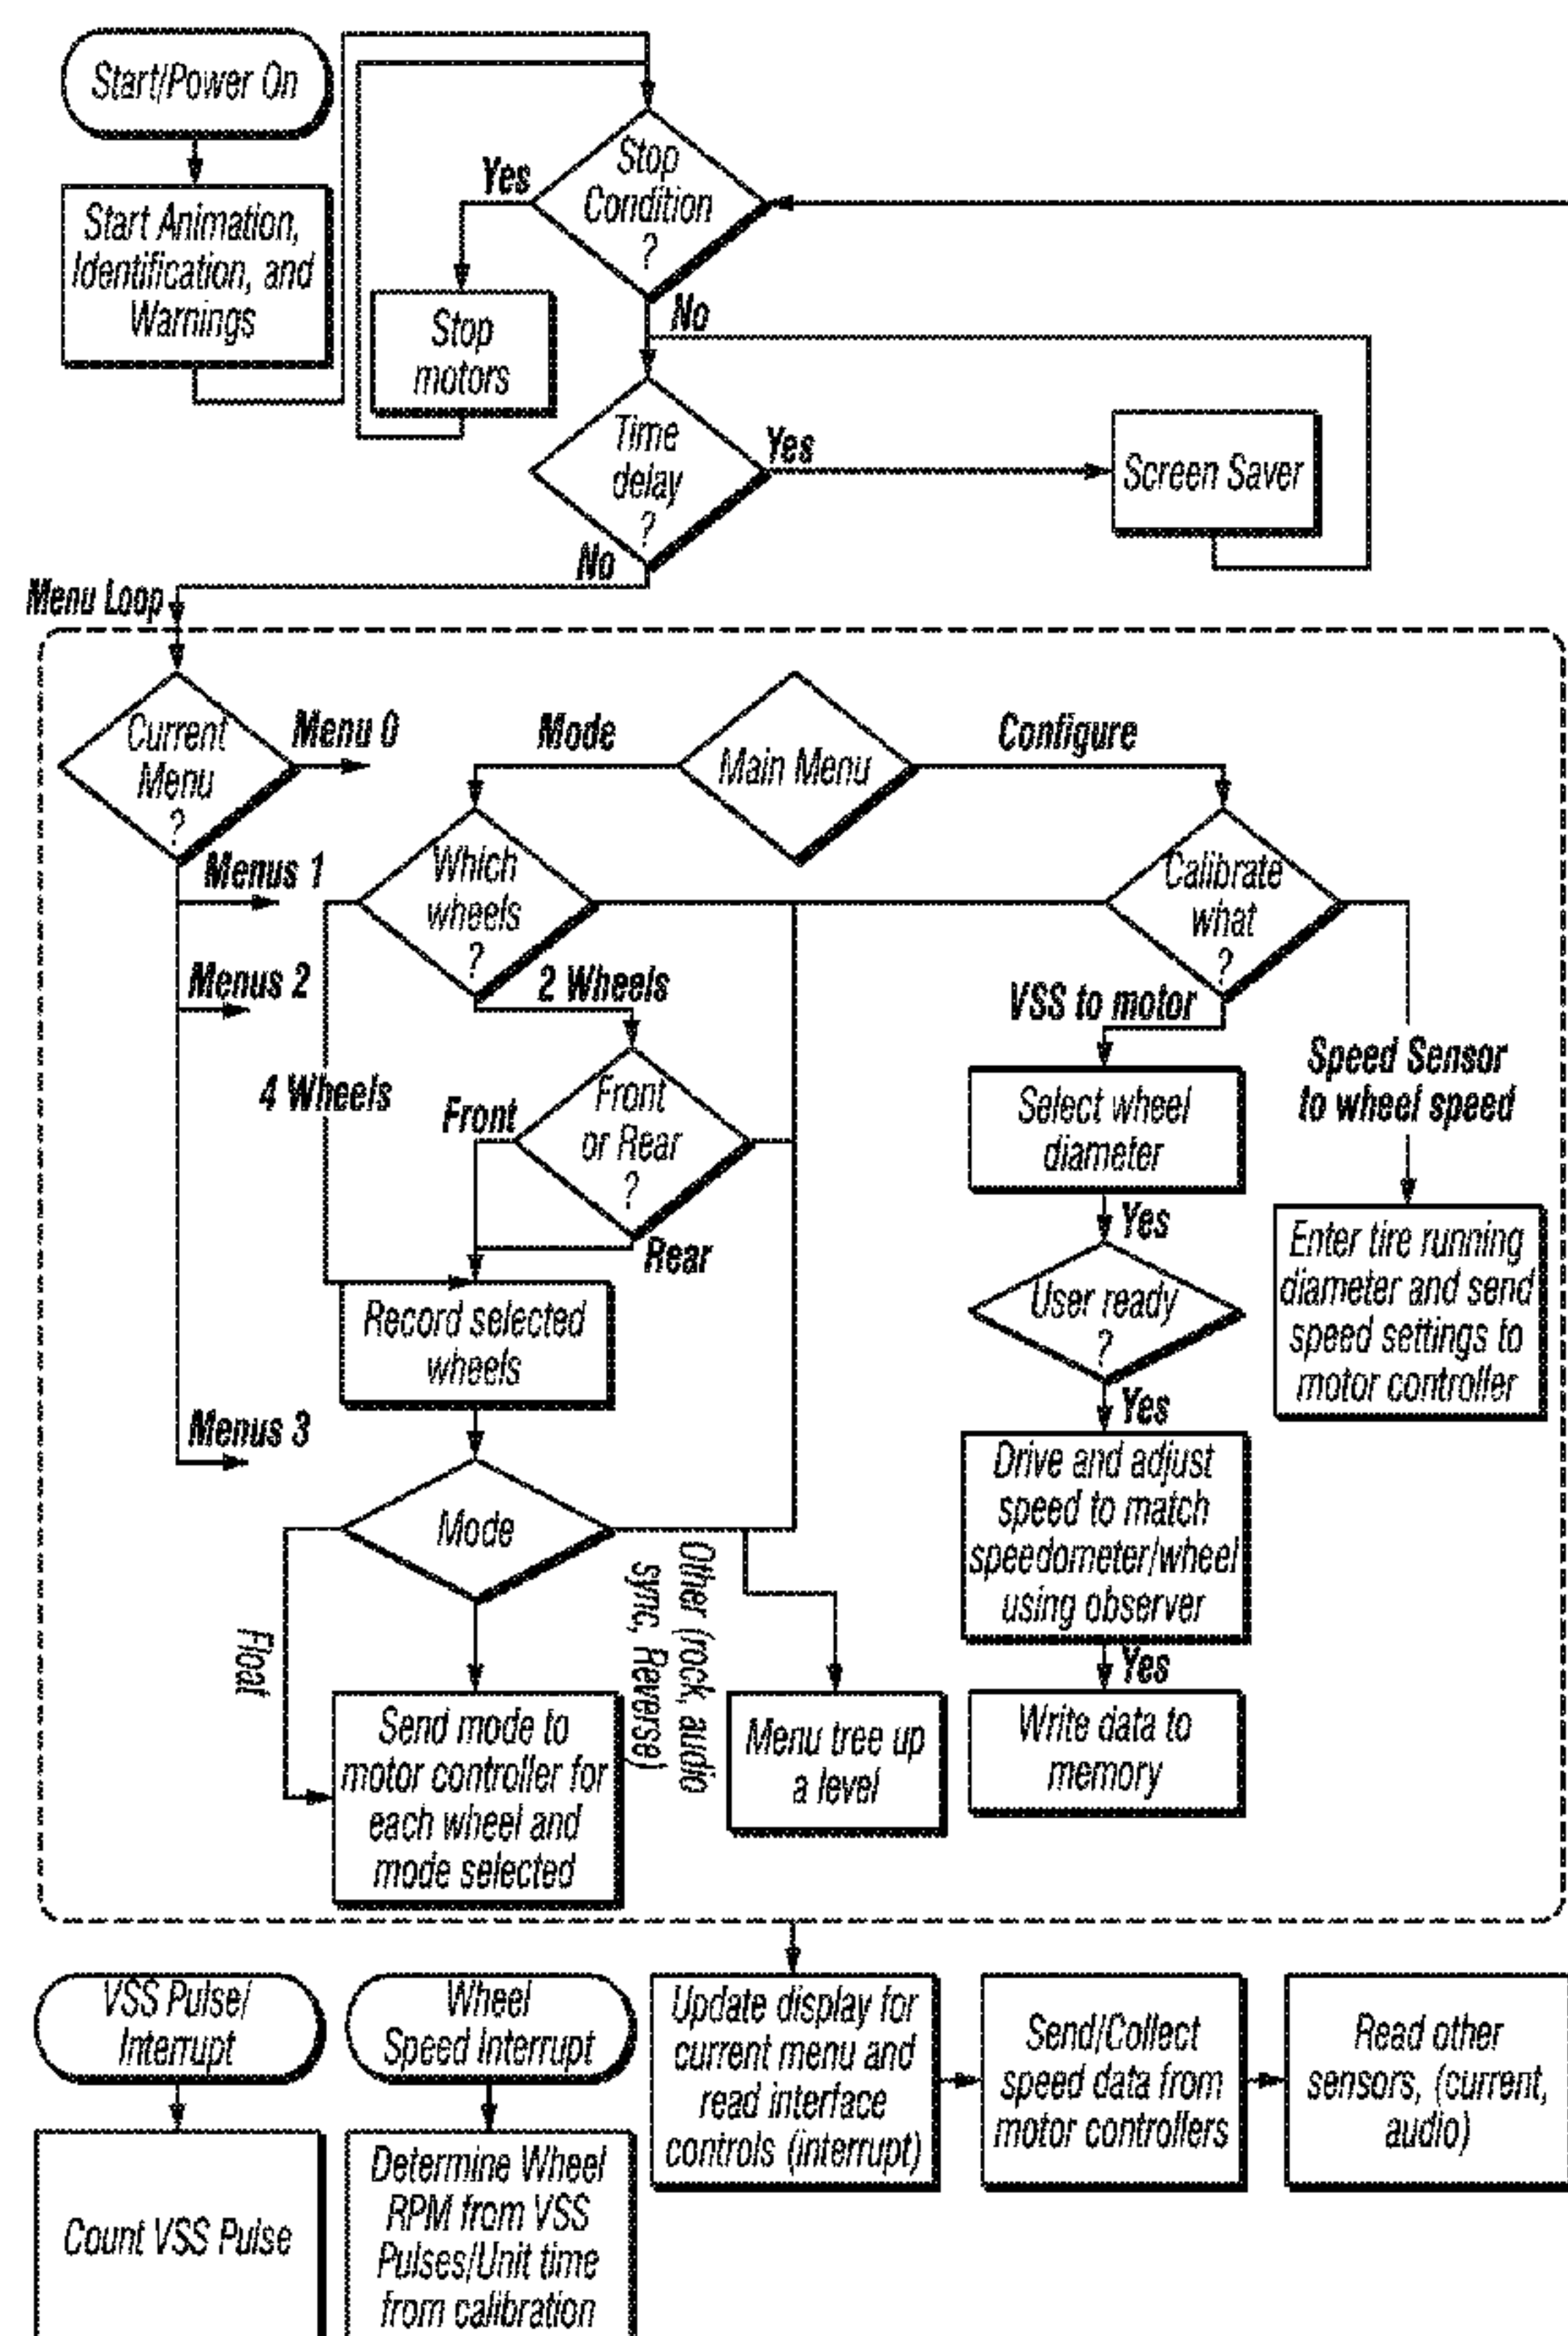 Start/Power On
Start Animation,
Identification, and
Warnings
Stop
Condition
?
Yes
No
Stop
motors
Time
delay
?
Yes
No
Screen Saver
Menu Loop
Current
Menu
?
Menu 0
Menus 1
Menus 2
Menus 3
Main Menu
Mode
Configure
Which
wheels
?
2 Wheels
4 Wheels
Front
or Rear
?
Front
Rear
Record selected
wheels
Mode
Float
Other (rock, audio
sync, Reverse)
Send mode to
motor controller for
each wheel and
mode selected
Menu tree up
a level
Calibrate
what
?
VSS to motor
Speed Sensor
to wheel speed
Select wheel
diameter
Yes
User ready
?
Yes
Drive and adjust
speed to match
speedometer/wheel
using observer
Yes
Write data to
memory
Enter tire running
diameter and send
speed settings to
motor controller
VSS Pulse/
Interrupt
Count VSS Pulse
Wheel
Speed Interrupt
Determine Wheel
RPM from VSS
Pulses/Unit time
from calibration
Update display for
current menu and
read interface
controls (interrupt)
Send/Collect
speed data from
motor controllers
Read other
sensors, (current,
audio)